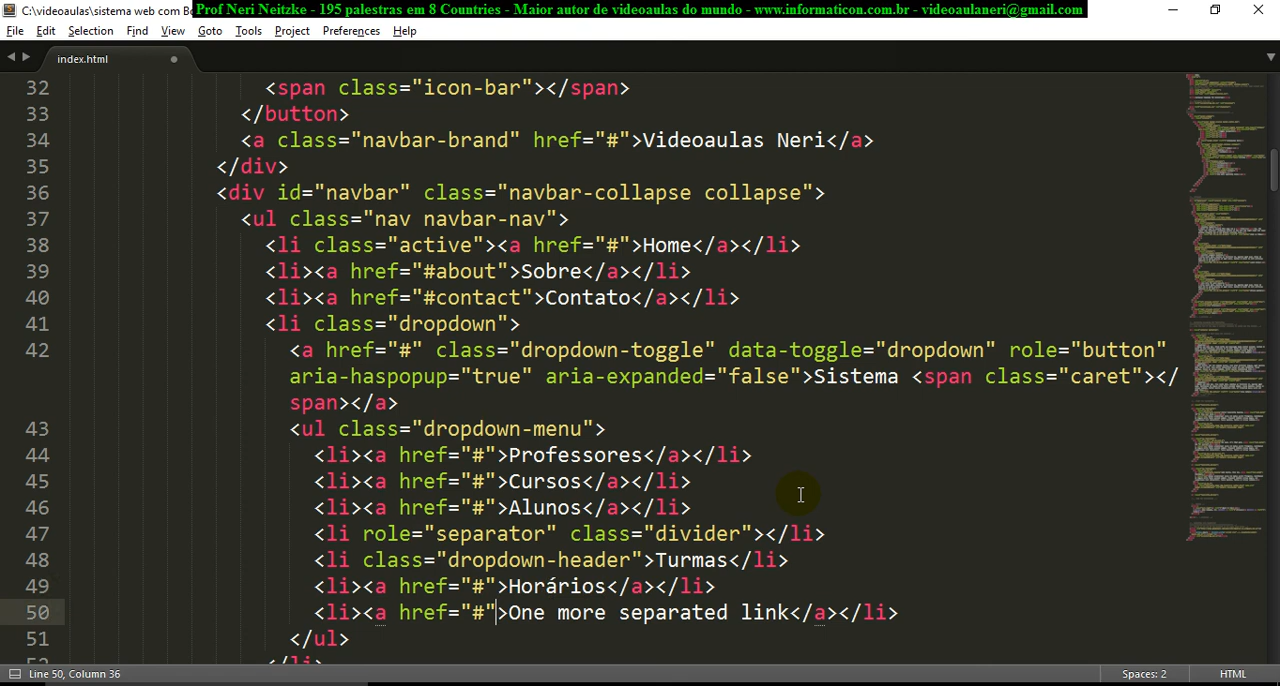 C:\videoaulas\sistema web com Bo
Prof Neri Neitzke - 195 palestras em 8 Countries - Maior autor de videoaulas do mundo - www.informaticon.com.br - videoaulaneri@gmail.com
File Edit Selection Find View Goto Tools Project Preferences Help
index.html
32 <span class="icon-bar"></span>
33 </button>
34 <a class="navbar-brand" href="#">Videoaulas Neri</a>
35 </div>
36 <div id="navbar" class="navbar-collapse collapse">
37 <ul class="nav navbar-nav">
38 <li class="active"><a href="#">Home</a></li>
39 <li><a href="#about">Sobre</a></li>
40 <li><a href="#contact">Contato</a></li>
41 <li class="dropdown">
42 <a href="#" class="dropdown-toggle" data-toggle="dropdown" role="button"
aria-haspopup="true" aria-expanded="false">Sistema <span class="caret"></
span></a>
43 <ul class="dropdown-menu">
44 <li><a href="#">Professores</a></li>
45 <li><a href="#">Cursos</a></li>
46 <li><a href="#">Alunos</a></li>
47 <li role="separator" class="divider"></li>
48 <li class="dropdown-header">Turmas</li>
49 <li><a href="#">Horários</a></li>
50 <li><a href="#">One more separated link</a></li>
51 </ul>
52 </li>
Line 50, Column 36 Spaces: 2 HTML